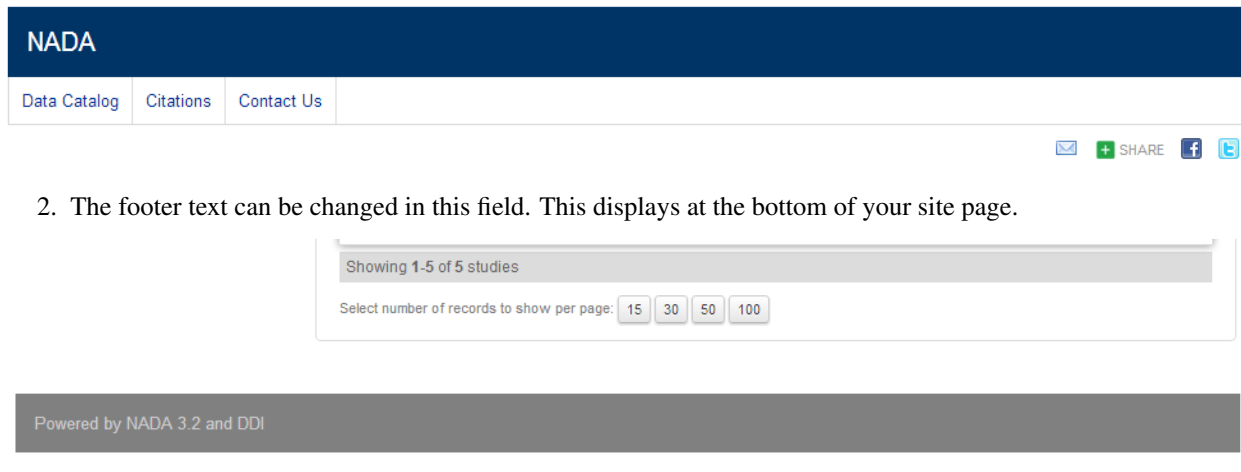 NADA
Data Catalog Citations Contact Us
SHARE
2. The footer text can be changed in this field. This displays at the bottom of your site page.
Showing 1-5 of 5 studies
Select number of records to show per page: 15 30 50 100
Powered by NADA 3.2 and DDI